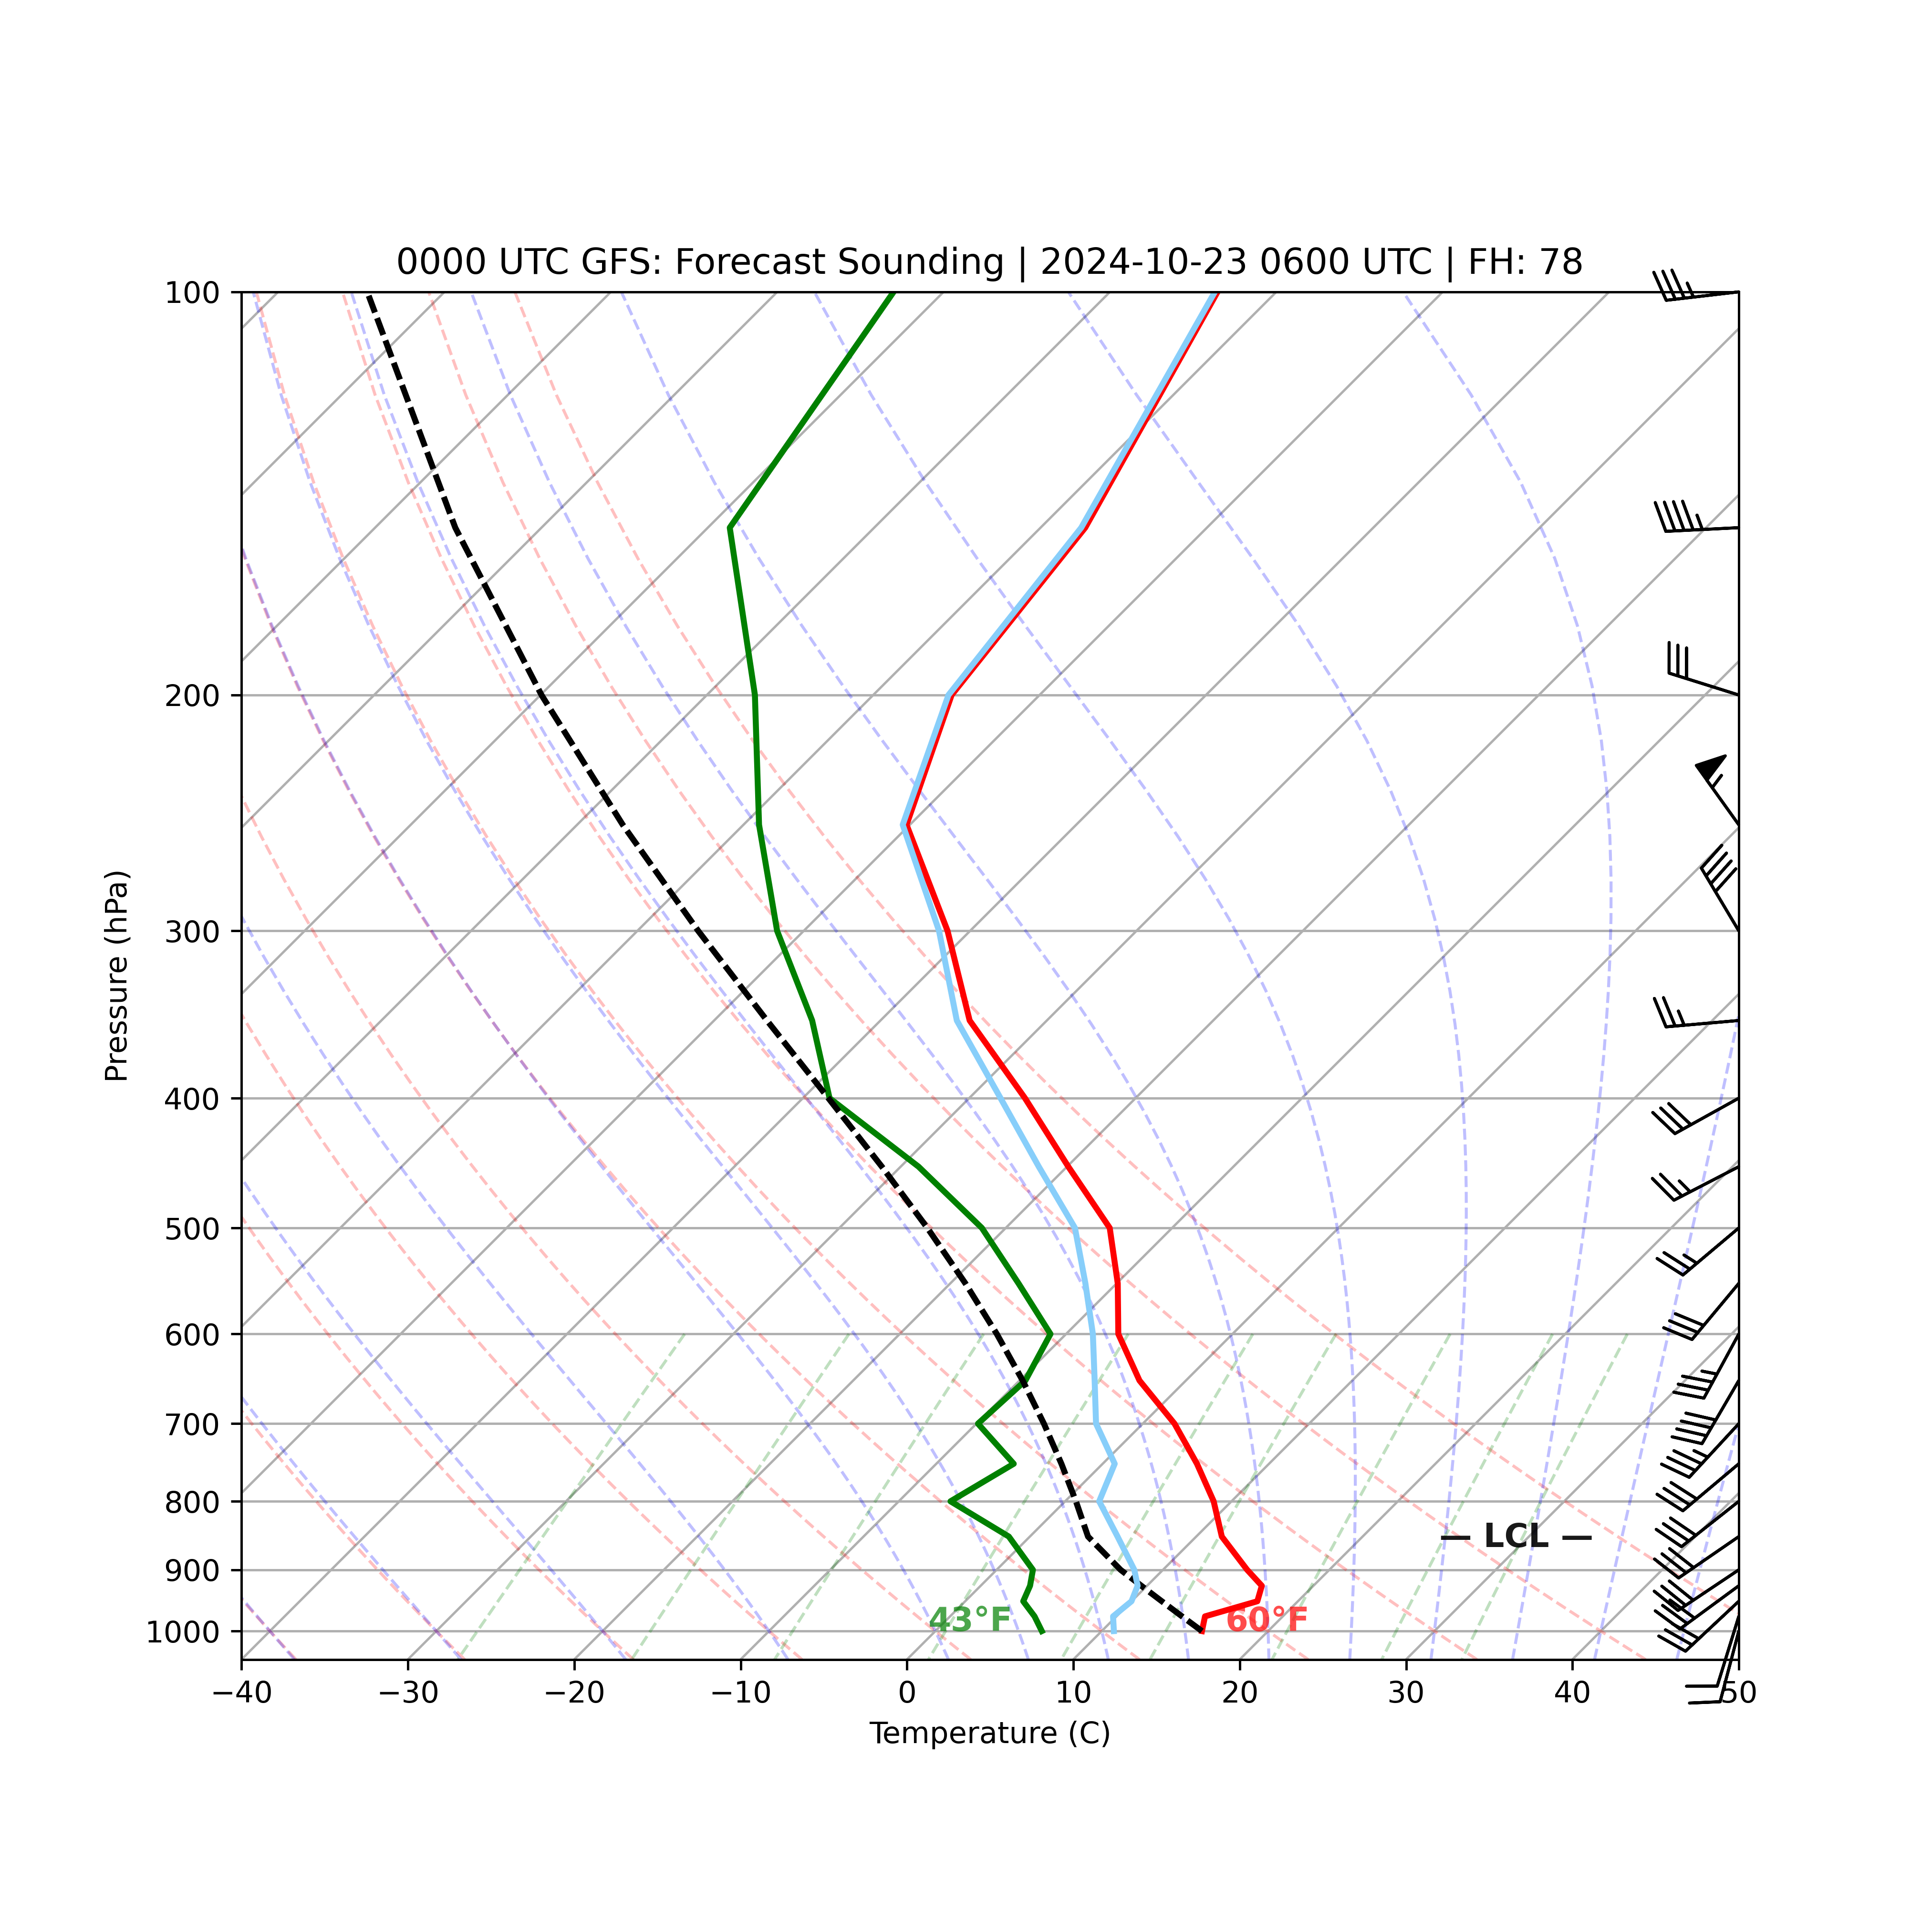 0000 UTC GFS: Forecast Sounding | 2024-10-23 0600 UTC | FH: 78
100
200
300
400
500
600
700
800
900
1000
Pressure (hPa)
— LCL —
43°F
60°F
−40 −30 −20 −10 0 10 20 30 40 50
Temperature (C)